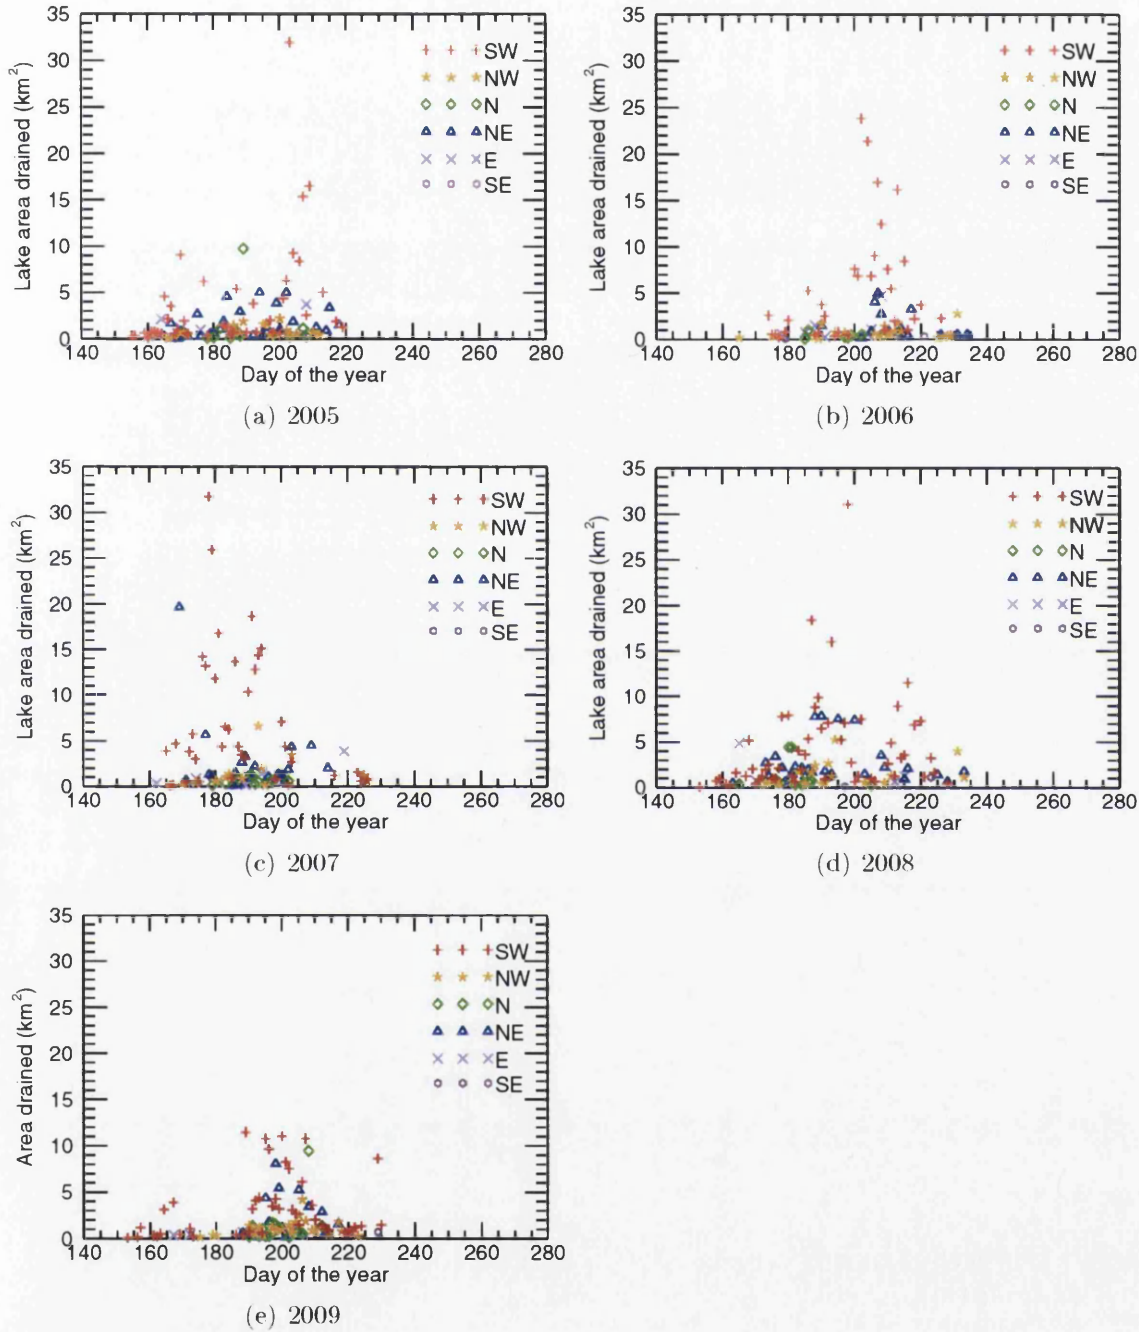 Lake area drained (km²)
35
30
25
20
15
10
5
0
SW
NW
N
NE
E
SE
140 160 180 200 220 240 260 280
Day of the year
(a) 2005
Lake area drained (km²)
35
30
25
20
15
10
5
0
SW
NW
N
NE
E
SE
140 160 180 200 220 240 260 280
Day of the year
(b) 2006
Lake area drained (km²)
35
30
25
20
15
10
5
0
SW
NW
N
NE
E
SE
140 160 180 200 220 240 260 280
Day of the year
(c) 2007
Lake area drained (km²)
35
30
25
20
15
10
5
0
SW
NW
N
NE
E
SE
140 160 180 200 220 240 260 280
Day of the year
(d) 2008
Area drained (km²)
35
30
25
20
15
10
5
0
SW
NW
N
NE
E
SE
140 160 180 200 220 240 260 280
Day of the year
(e) 2009